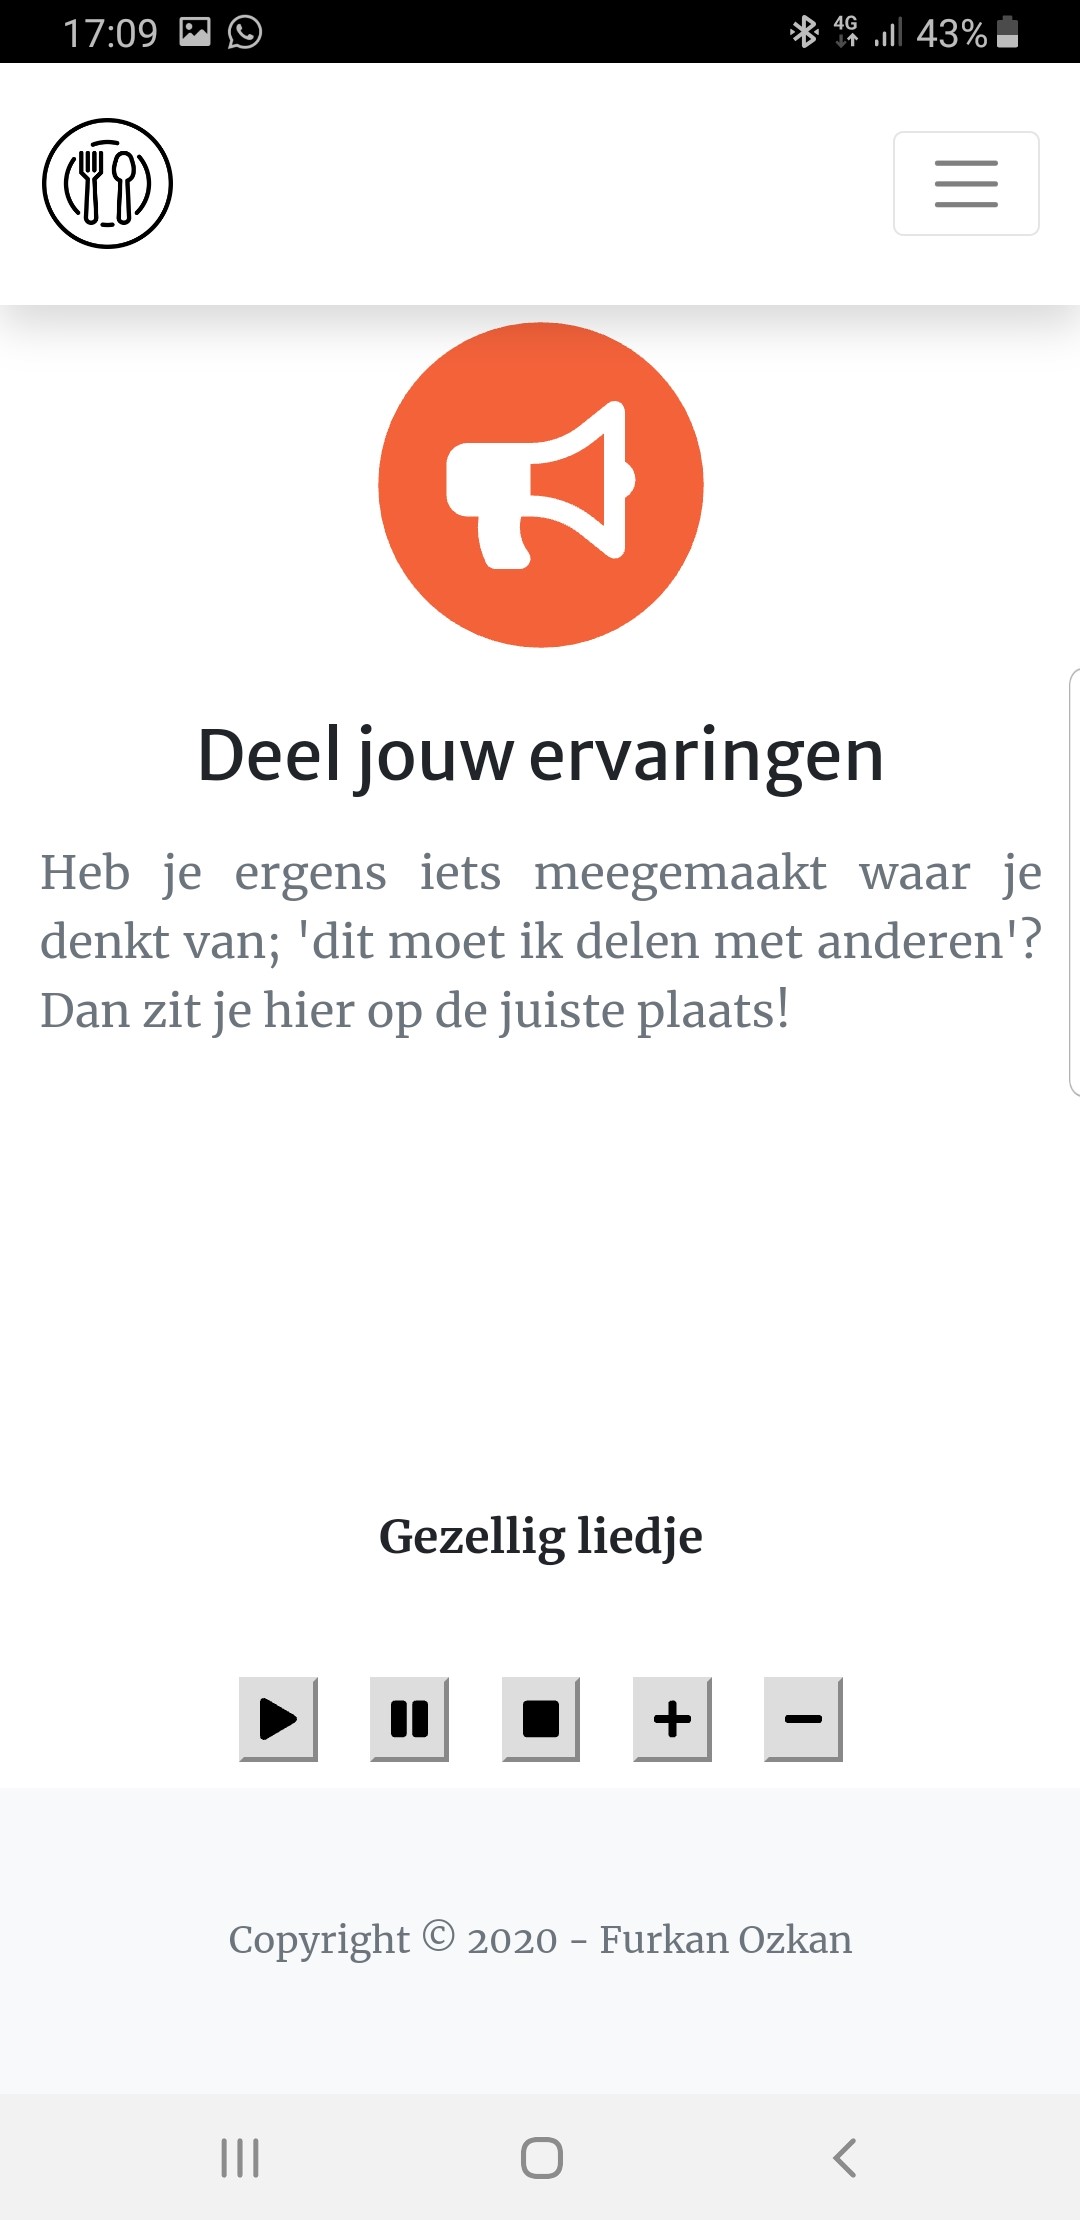 17:09
4G
43%
Deel jouw ervaringen
Heb je ergens iets meegemaakt waar je
denkt van; 'dit moet ik delen met anderen'?
Dan zit je hier op de juiste plaats!
Gezellig liedje
Copyright © 2020 - Furkan Ozkan